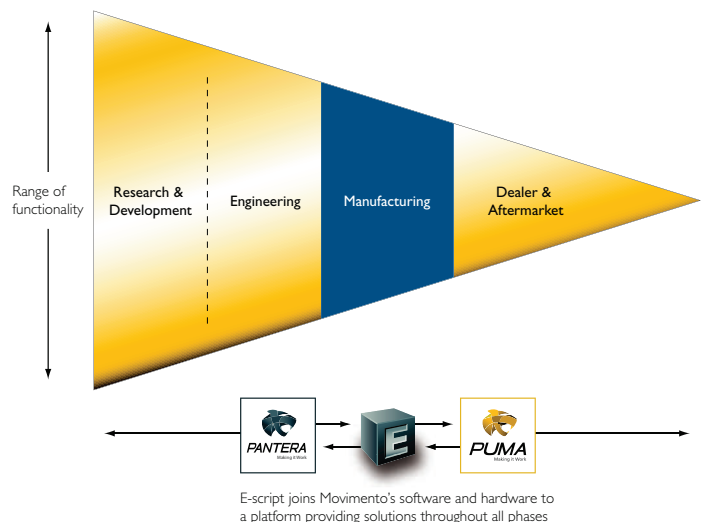 Range of
functionality
Research &
Development
Engineering
Manufacturing
Dealer &
Aftermarket
PANTERA
Making it Work
E
PUMA
Making it Work
E-script joins Movimento's software and hardware to
a platform providing solutions throughout all phases